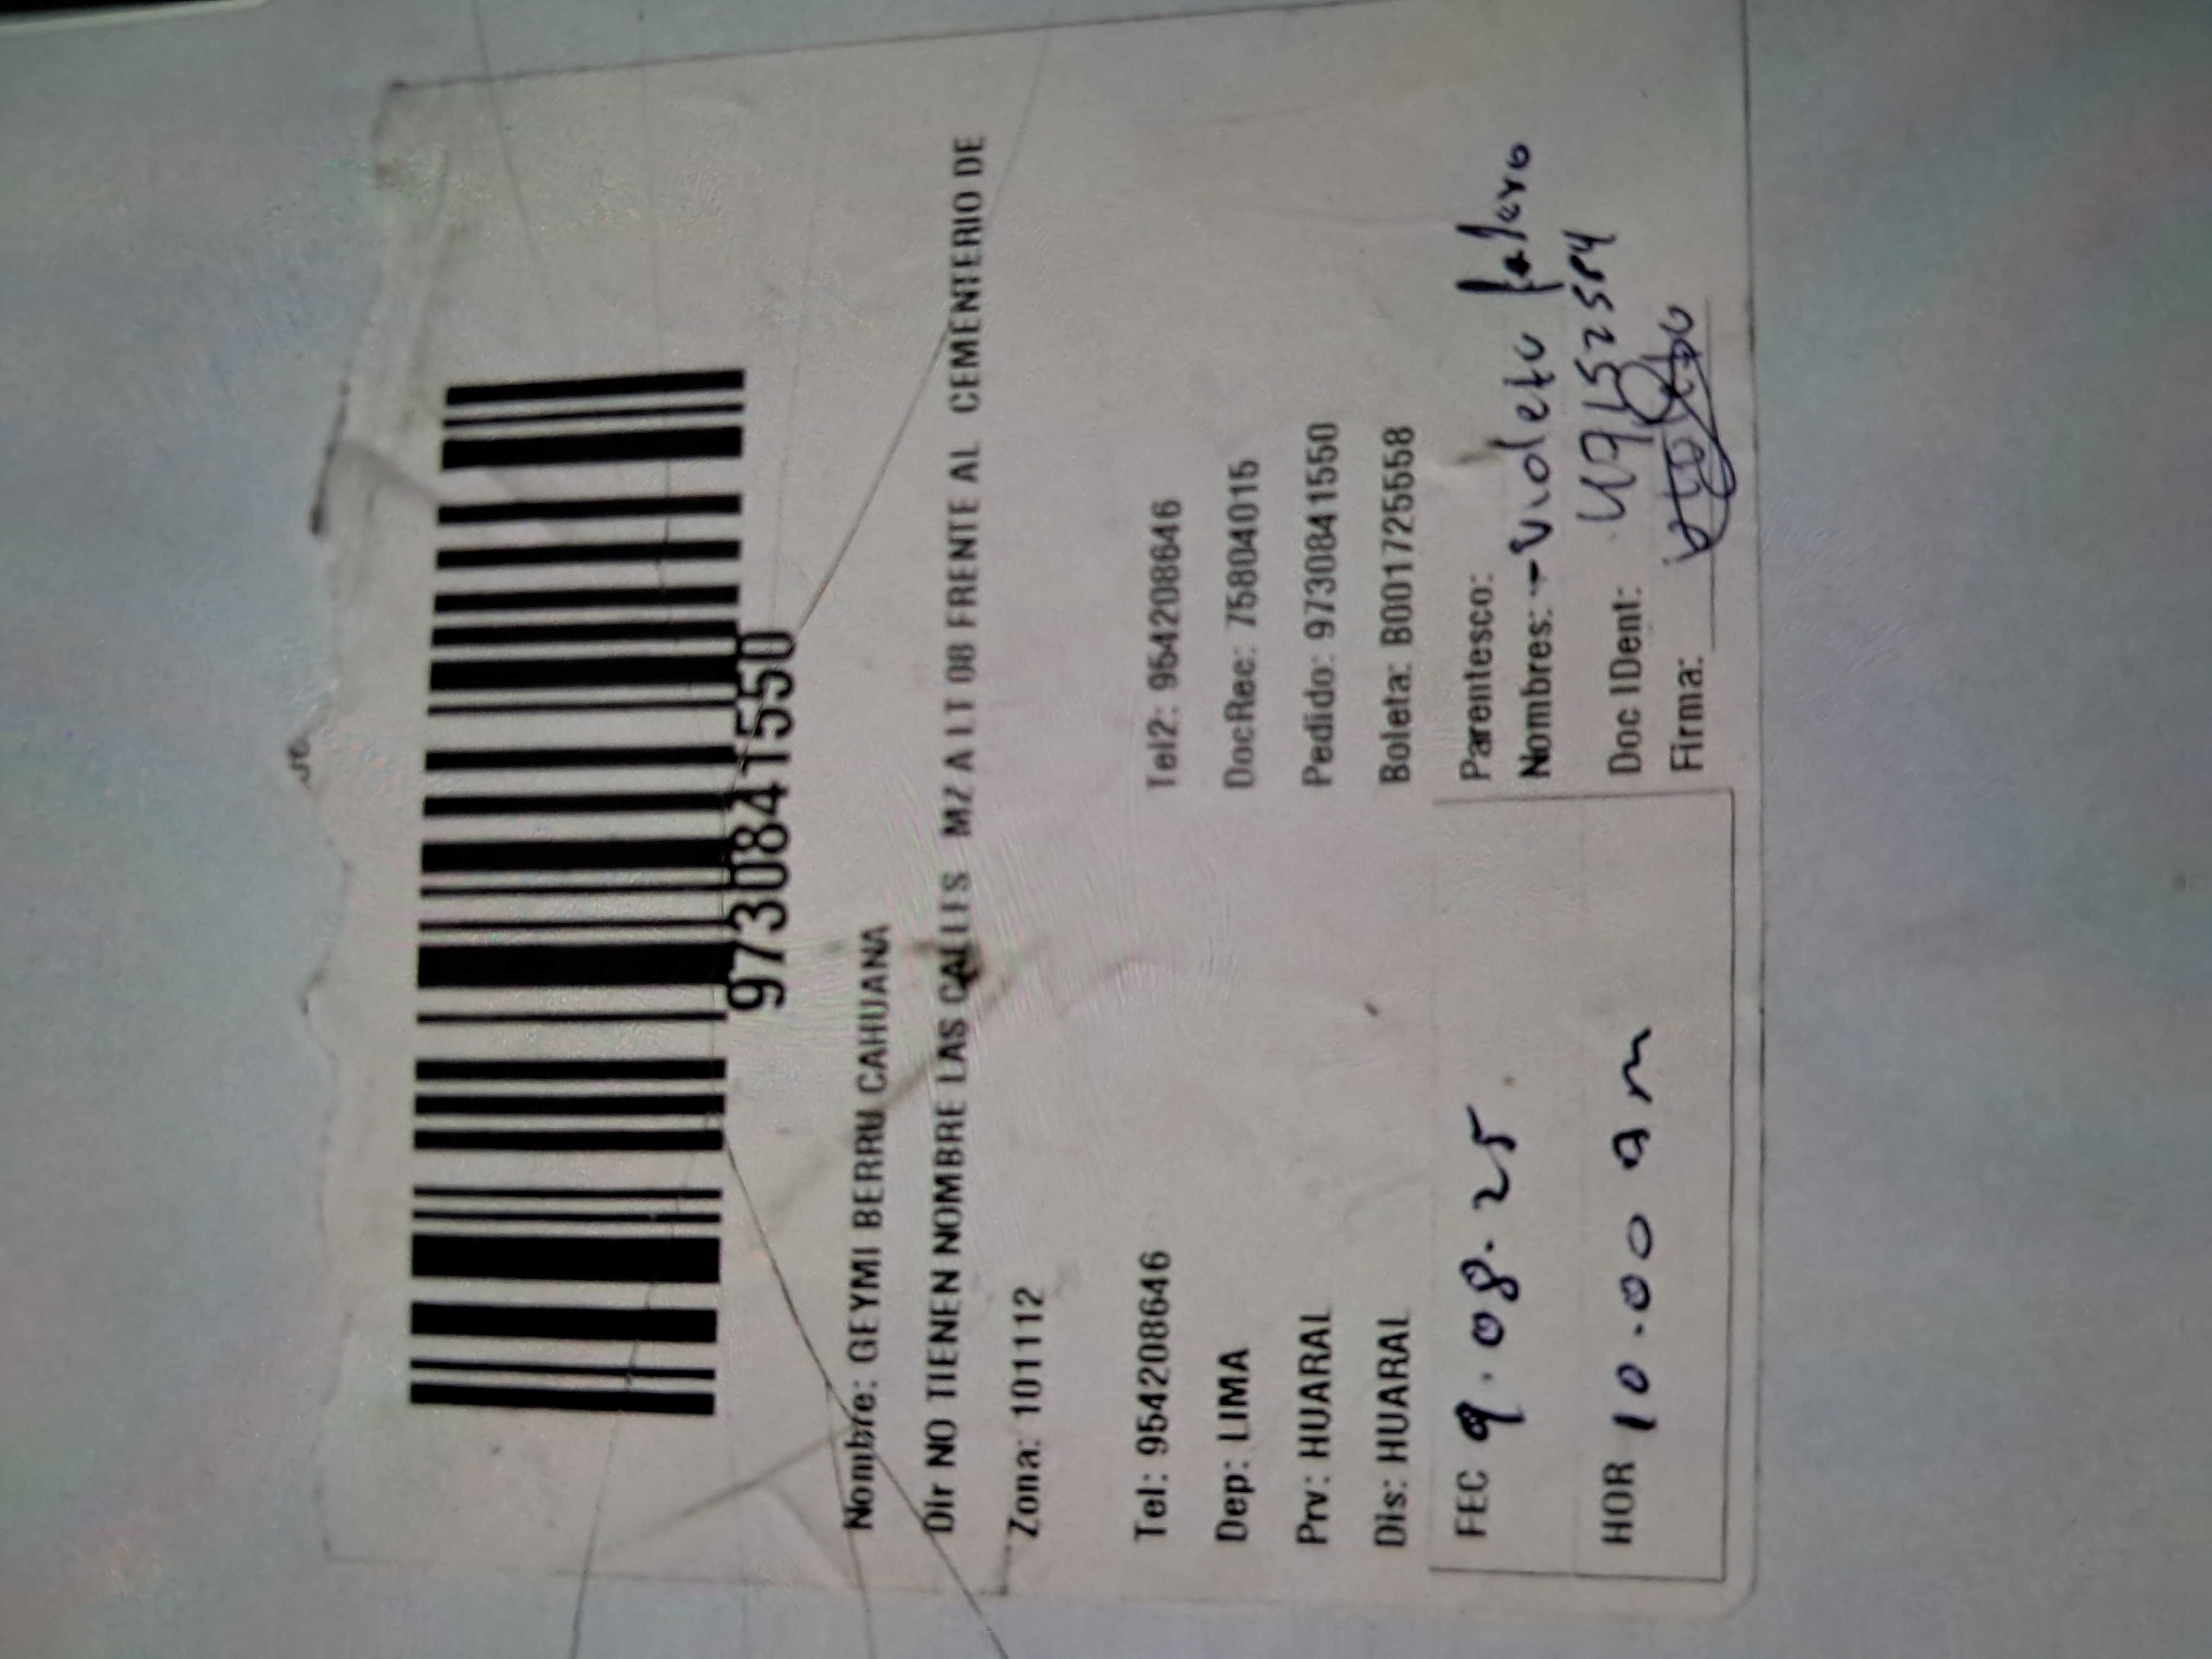 9730841550
Nombre: GEYMI BERRU CAHUANA
Dir NO TIENEN NOMBRE LAS CALLES MZ A LT 08 FRENTE AL CEMENTERIO DE
Zona: 101112
Tel: 954208646 Tel2: 954208646
Dep: LIMA DocRec: 75804015
Prv: HUARAL Pedido: 9730841550
Dis: HUARAL Boleta: B001725558
Parentesco:
FEC 9.08.25 Nombres: Violeta
HOR 10.00 am Doc IDent:
Firma: